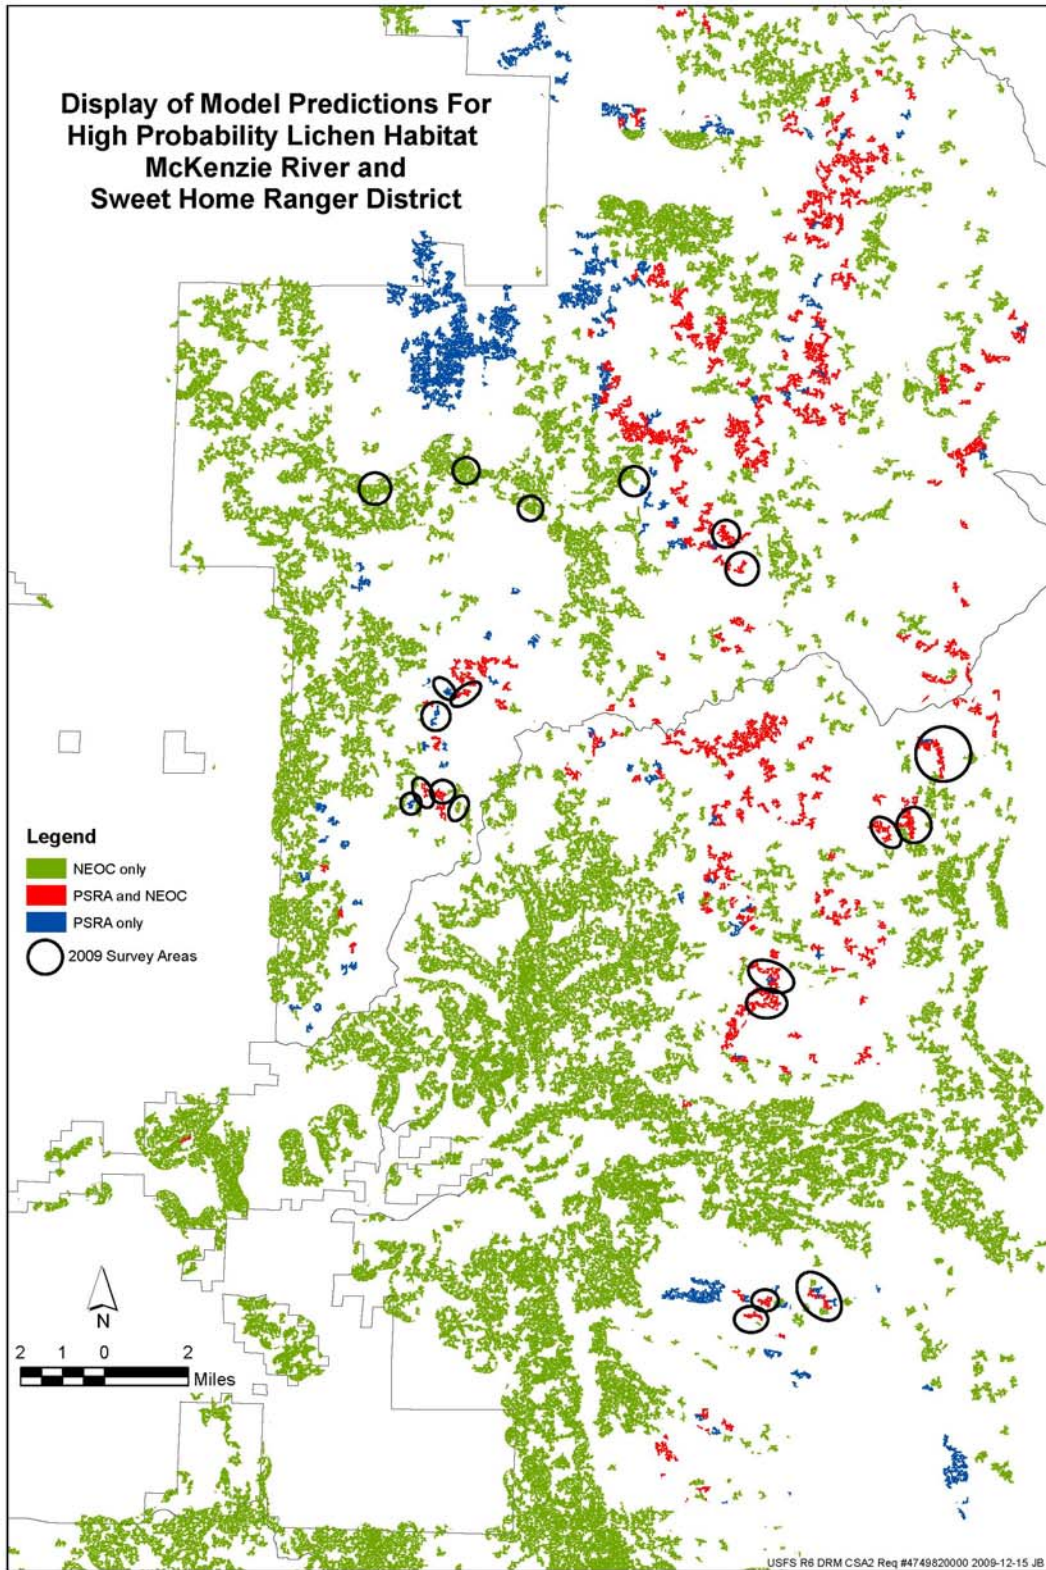 Display of Model Predictions For
High Probability Lichen Habitat
McKenzie River and
Sweet Home Ranger District
Legend
NEOC only
PSRA and NEOC
PSRA only
2009 Survey Areas
N
2 1 0 2
Miles
USFS R6 DRM CSA2 Req #4749820000 2009-12-15 JB